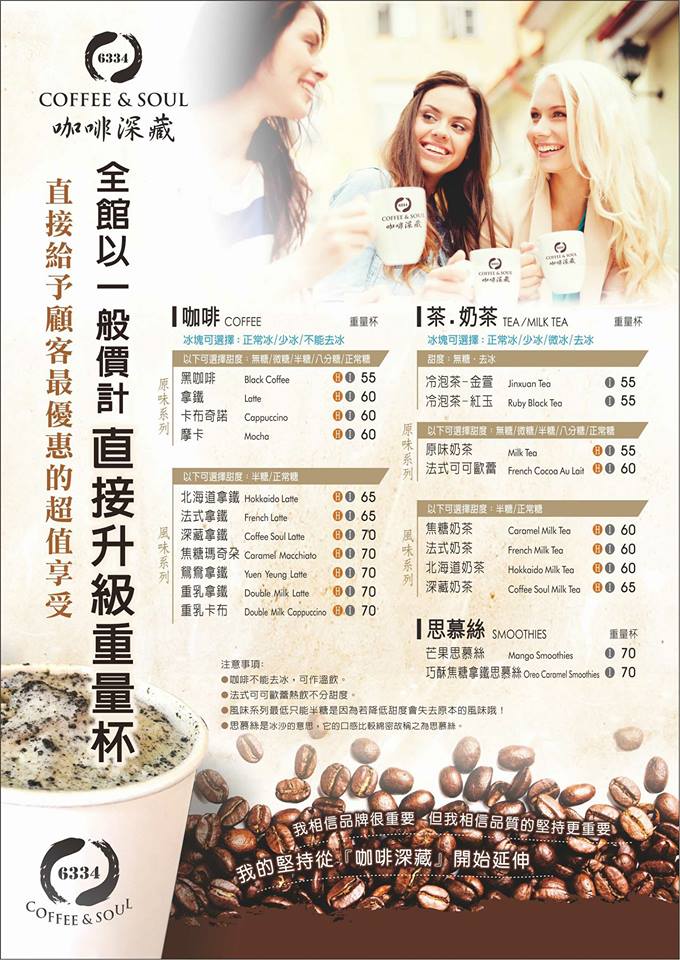 6334
COFFEE & SOUL
咖啡深藏
全館以一般價計 直接升級重量杯
直接給予顧客最優惠的超值享受
6334
COFFEE & SOUL
咖啡深藏
COFFEE & SOUL
咖啡深藏
COFFEE & SOUL
咖啡深藏
咖啡 COFFEE 重量杯
冰塊可選擇：正常冰/少冰/不能去冰
以下可選擇甜度：無糖/微糖/半糖/八分糖/正常糖
原味系列
黑咖啡 Black Coffee H I 55
拿鐵 Latte H I 60
卡布奇諾 Cappuccino H I 60
摩卡 Mocha H I 60
以下可選擇甜度：半糖/正常糖
風味系列
北海道拿鐵 Hokkaido Latte H I 65
法式拿鐵 French Latte H I 65
深藏拿鐵 Coffee Soul Latte H I 70
焦糖瑪奇朵 Caramel Macchiato H I 70
鴛鴦拿鐵 Yuen Yeung Latte H I 70
重乳拿鐵 Double Milk Latte H I 70
重乳卡布 Double Milk Cappuccino H I 70
茶.奶茶 TEA/MILK TEA 重量杯
冰塊可選擇：正常冰/少冰/微冰/去冰
甜度：無糖·去冰
冷泡茶-金萱 Jinxuan Tea I 55
冷泡茶-紅玉 Ruby Black Tea I 55
以下可選擇甜度：無糖/微糖/半糖/八分糖/正常糖
原味系列
原味奶茶 Milk Tea H I 55
法式可可歐蕾 French Cocoa Au Lait H I 60
以下可選擇甜度：半糖/正常糖
風味系列
焦糖奶茶 Caramel Milk Tea H I 60
法式奶茶 French Milk Tea H I 60
北海道奶茶 Hokkaido Milk Tea H I 60
深藏奶茶 Coffee Soul Milk Tea H I 65
思慕絲 SMOOTHIES 重量杯
芒果思慕絲 Mango Smoothies I 70
巧酥焦糖拿鐵思慕絲 Oreo Caramel Smoothies I 70
注意事項:
●咖啡不能去冰，可作溫飲。
●法式可可歐蕾熱飲不分甜度。
●風味系列最低只能半糖是因為若降低甜度會失去原本的風味哦！
●思慕絲是冰沙的意思，它的口感比較綿密故稱之為思慕絲。
我相信品牌很重要 但我相信品質的堅持更重要
我的堅持從『咖啡深藏』開始延伸
6334
COFFEE & SOUL